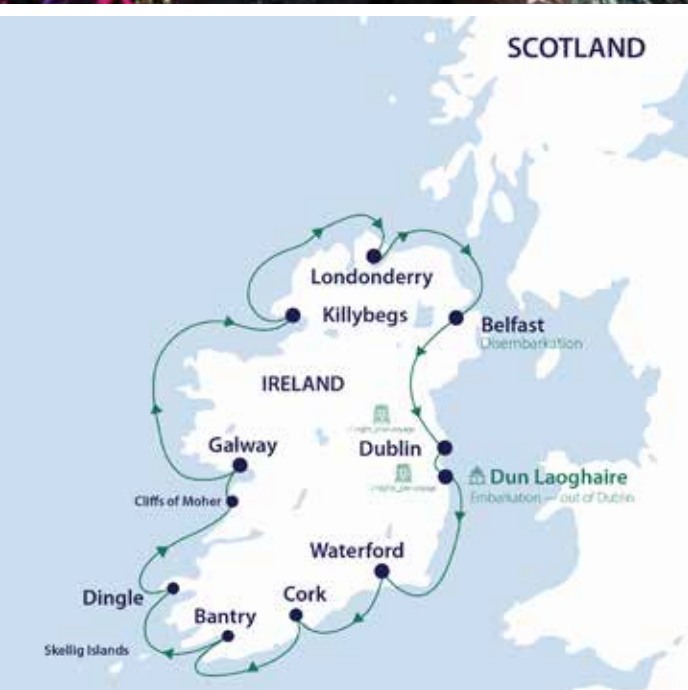 SCOTLAND
Londonderry
Killybegs
Belfast
Disembarkation
IRELAND
Galway
Dublin
Dun Laoghaire
Embarkation — out of Dublin
Cliffs of Moher
Waterford
Dingle
Cork
Bantry
Skellig Islands